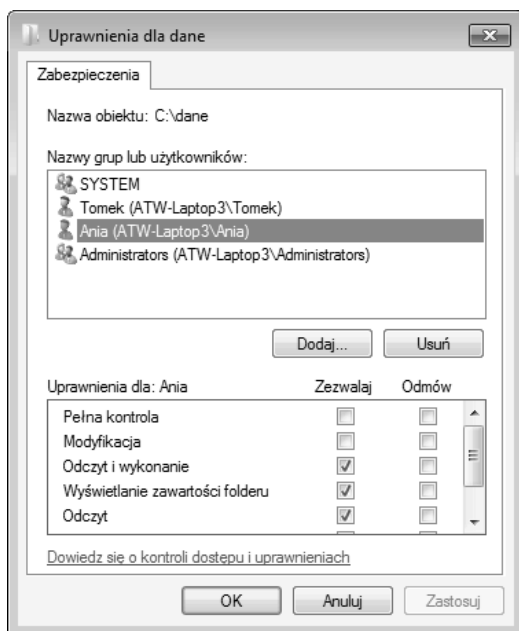 Uprawnienia dla dane
Zabezpieczenia
Nazwa obiektu: C:\dane
Nazwy grup lub użytkowników:
SYSTEM
Tomek (ATW-Laptop3\Tomek)
Ania (ATW-Laptop3\Ania)
Administrators (ATW-Laptop3\Administrators)
Dodaj... Usuń
Uprawnienia dla: Ania Zezwalaj Odmów
Pełna kontrola
Modyfikacja
Odczyt i wykonanie
Wyświetlanie zawartości folderu
Odczyt
Dowiedz się o kontroli dostępu i uprawnieniach
OK Anuluj Zastosuj